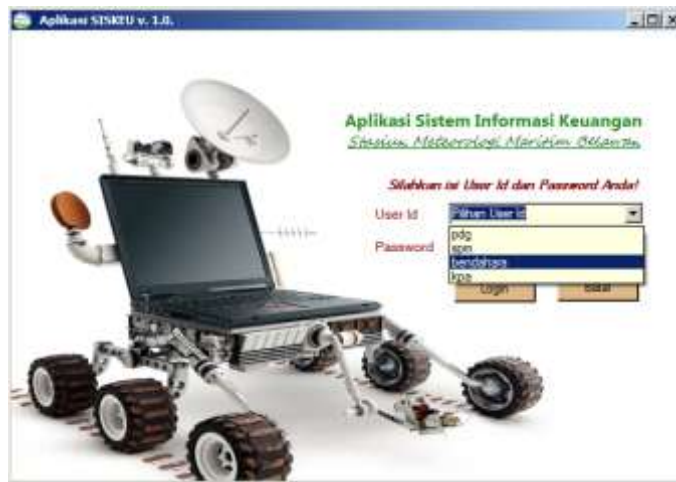 Aplikasi SISKEU v. 1.0.
Aplikasi Sistem Informasi Keuangan
Stasiun Meteorologi Maritim Belawan
Silahkan isi User Id dan Password Anda!
User Id Pilihan User Id
Password
pdg
spm
bendahara
kpa
Login Batal